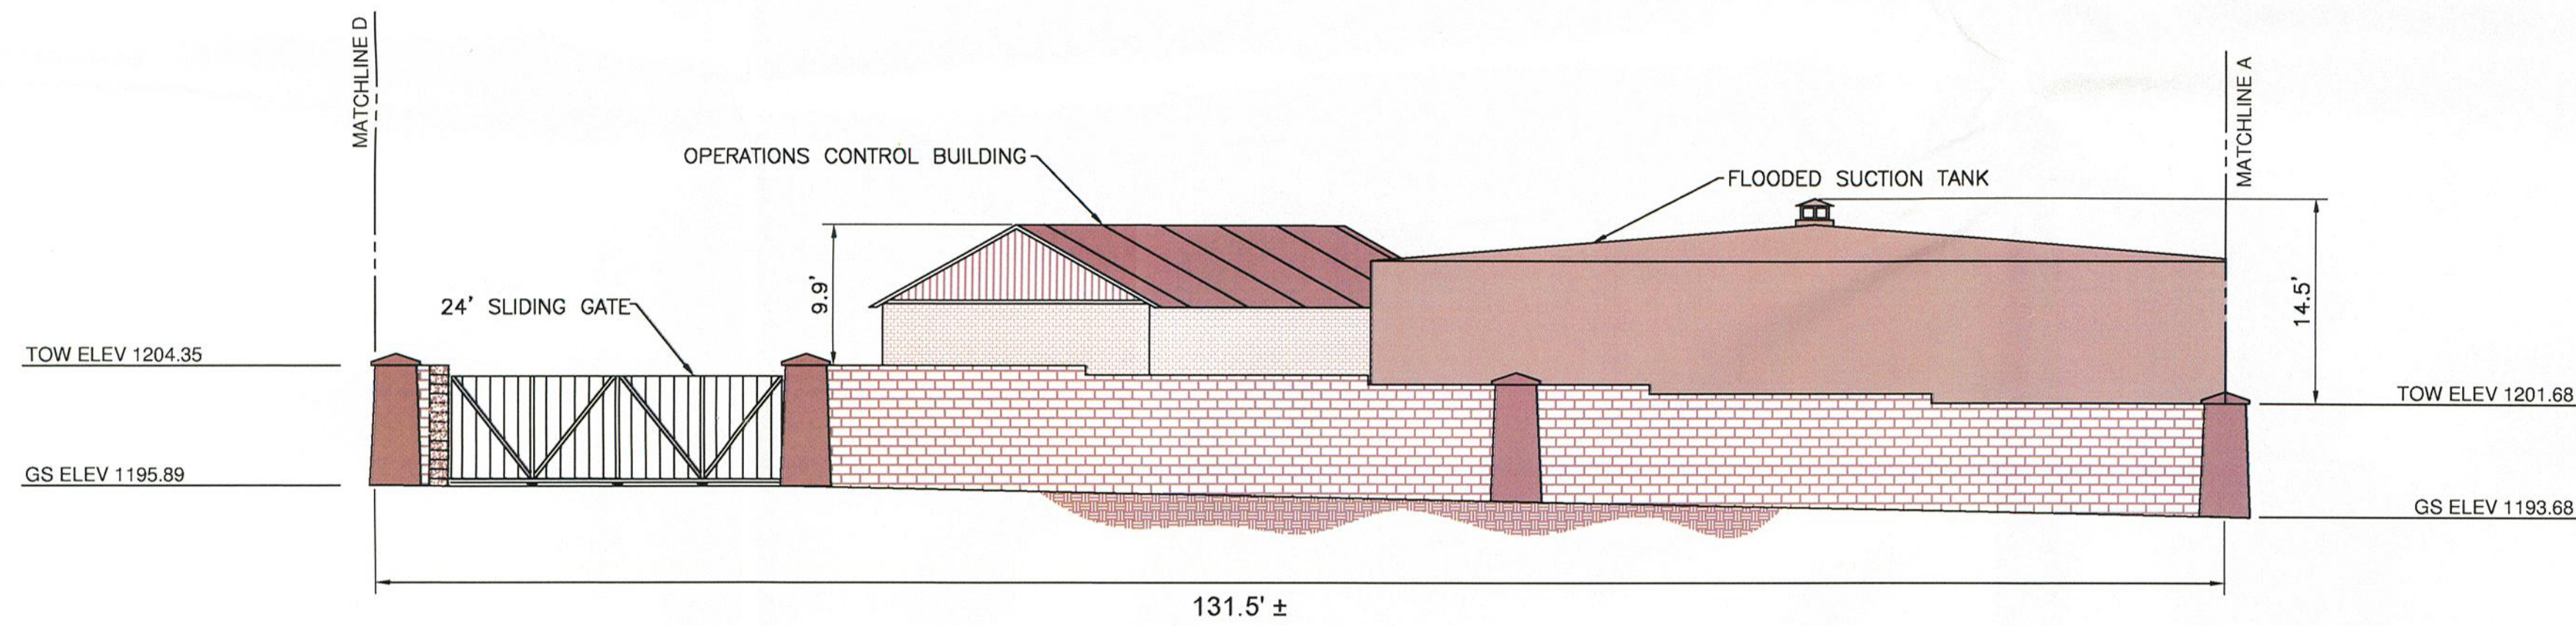 MATCHLINE D
MATCHLINE A
OPERATIONS CONTROL BUILDING
FLOODED SUCTION TANK
24' SLIDING GATE
9.9'
14.5'
TOW ELEV 1204.35
TOW ELEV 1201.68
GS ELEV 1195.89
GS ELEV 1193.68
131.5' ±